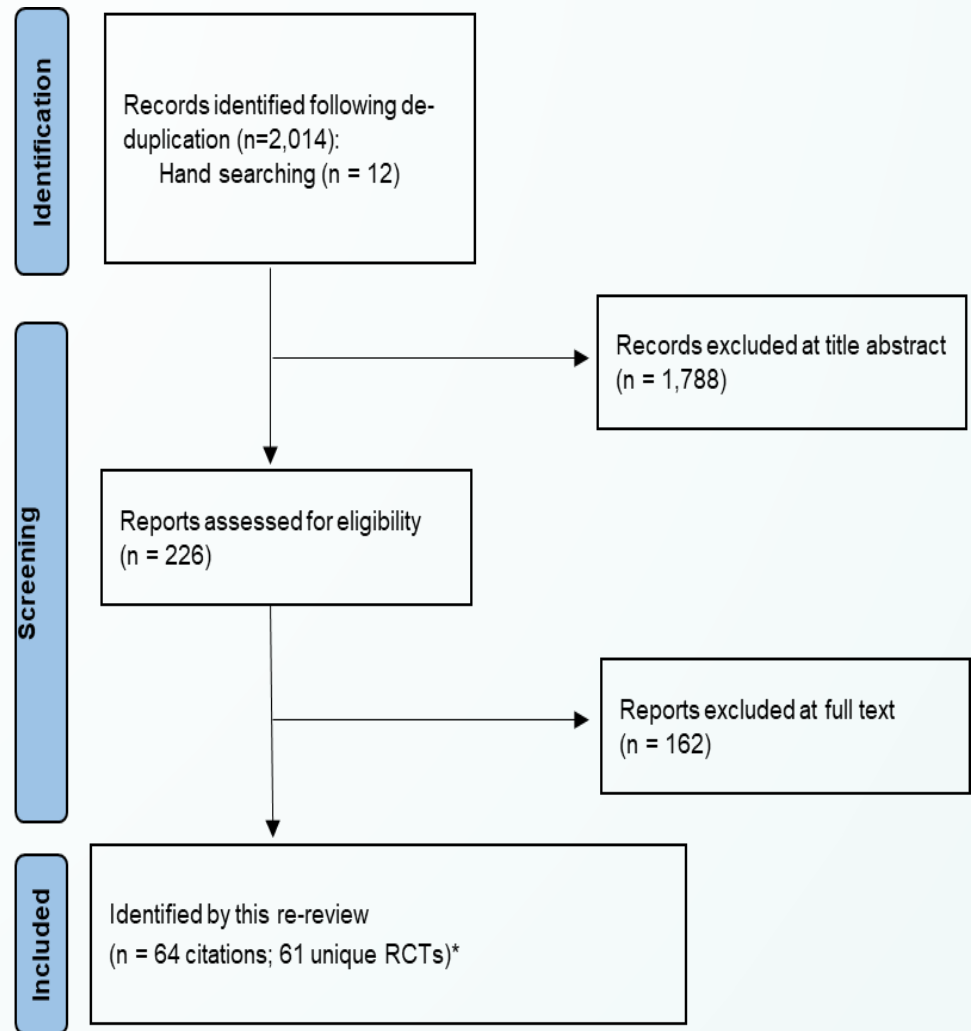 Identification
Records identified following de-
duplication (n=2,014):
Hand searching (n = 12)
Records excluded at title abstract
(n = 1,788)
Screening
Reports assessed for eligibility
(n = 226)
Reports excluded at full text
(n = 162)
Included
Identified by this re-review
(n = 64 citations; 61 unique RCTs)*